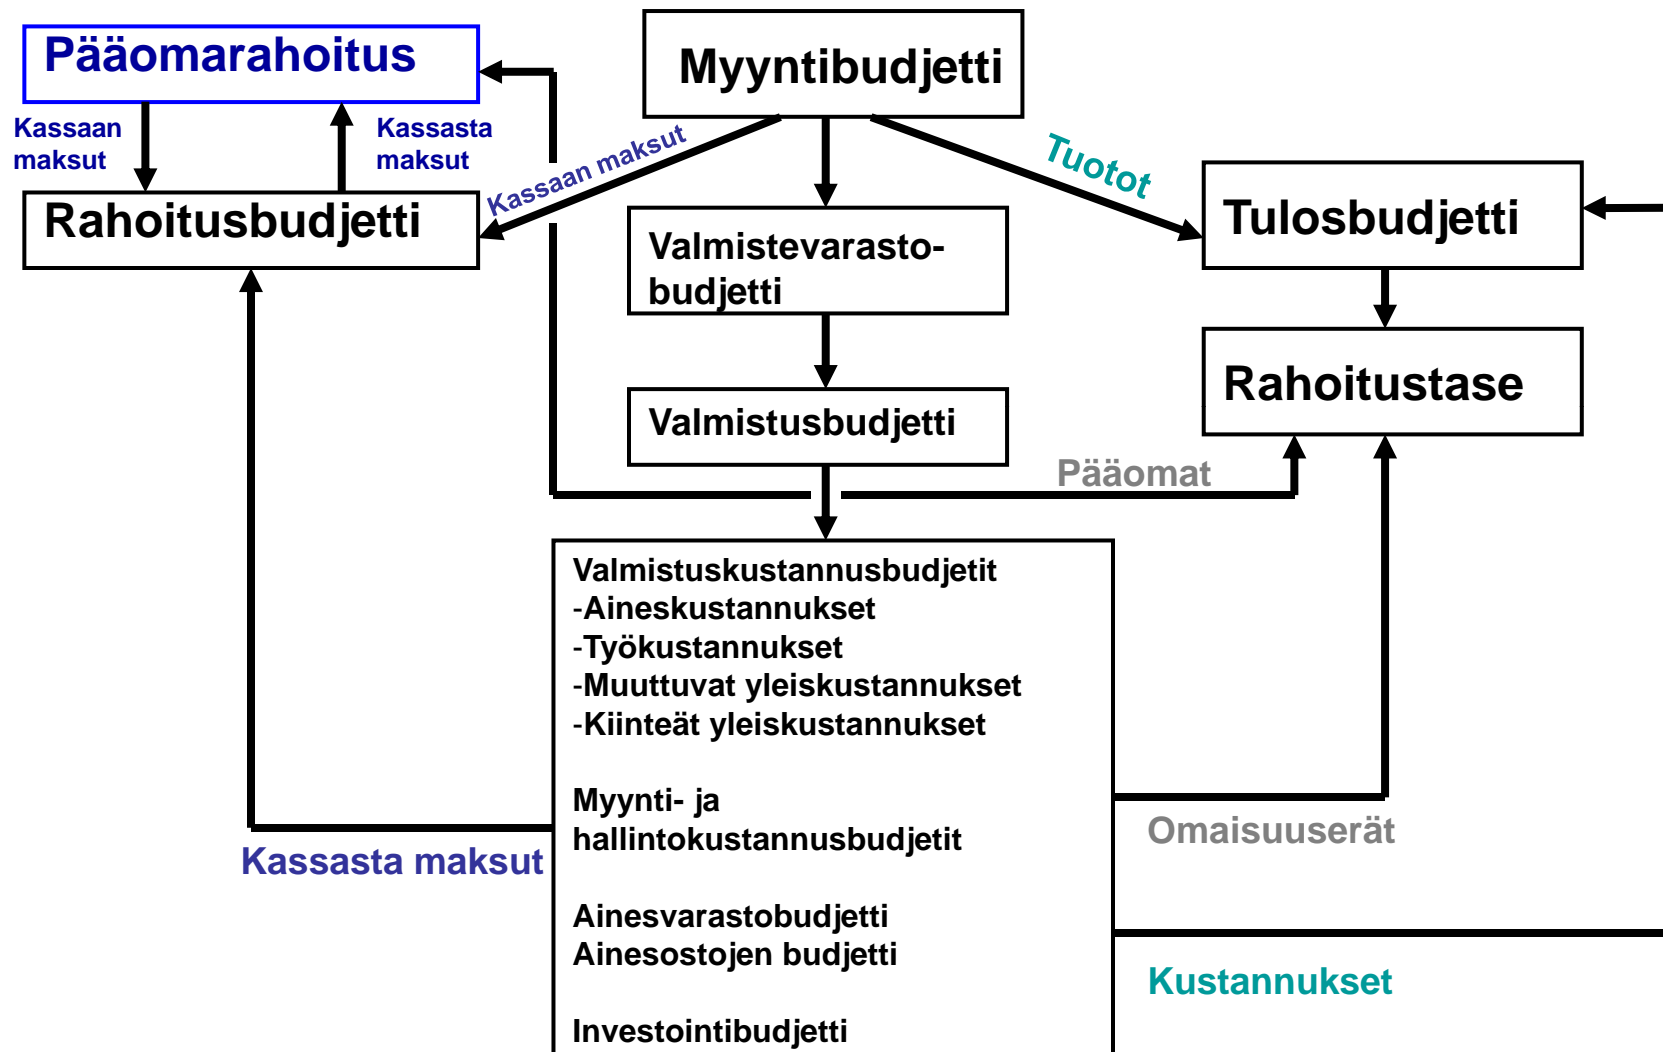 Pääomarahoitus
Myyntibudjetti
Kassaan
maksut
Kassasta
maksut
Kassaan maksut
Tuotot
Rahoitusbudjetti
Tulosbudjetti
Valmistevarasto-
budjetti
Rahoitustase
Valmistusbudjetti
Pääomat
Valmistuskustannusbudjetit
-Aineskustannukset
-Työkustannukset
-Muuttuvat yleiskustannukset
-Kiinteät yleiskustannukset
Myynti- ja
hallintokustannusbudjetit
Omaisuuserät
Kassasta maksut
Ainesvarastobudjetti
Ainesostojen budjetti
Kustannukset
Investointibudjetti